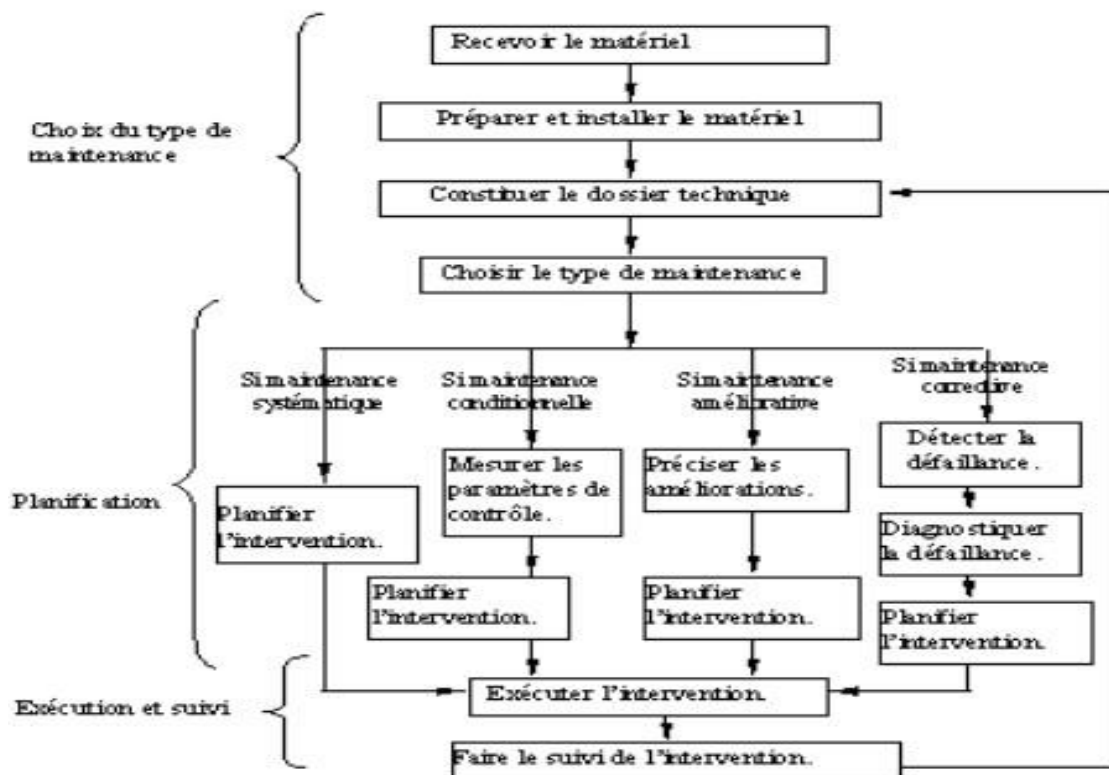 Recevoir le matériel
Préparer et installer le matériel
Choix du type de
maintenance
Constituer le dossier technique
Choisir le type de maintenance
Si maintenance
systématique
Si maintenance
conditionnelle
Si maintenance
améliorative
Si maintenance
corrective
Détecter la
défaillance.
Mesurer les
paramètres de
contrôle.
Préciser les
améliorations.
Planification
Planifier
l'intervention.
Diagnostiquer
la défaillance.
Planifier
l'intervention.
Planifier
l'intervention.
Planifier
l'intervention.
Exécution et suivi
Exécuter l'intervention.
Faire le suivi de l'intervention.